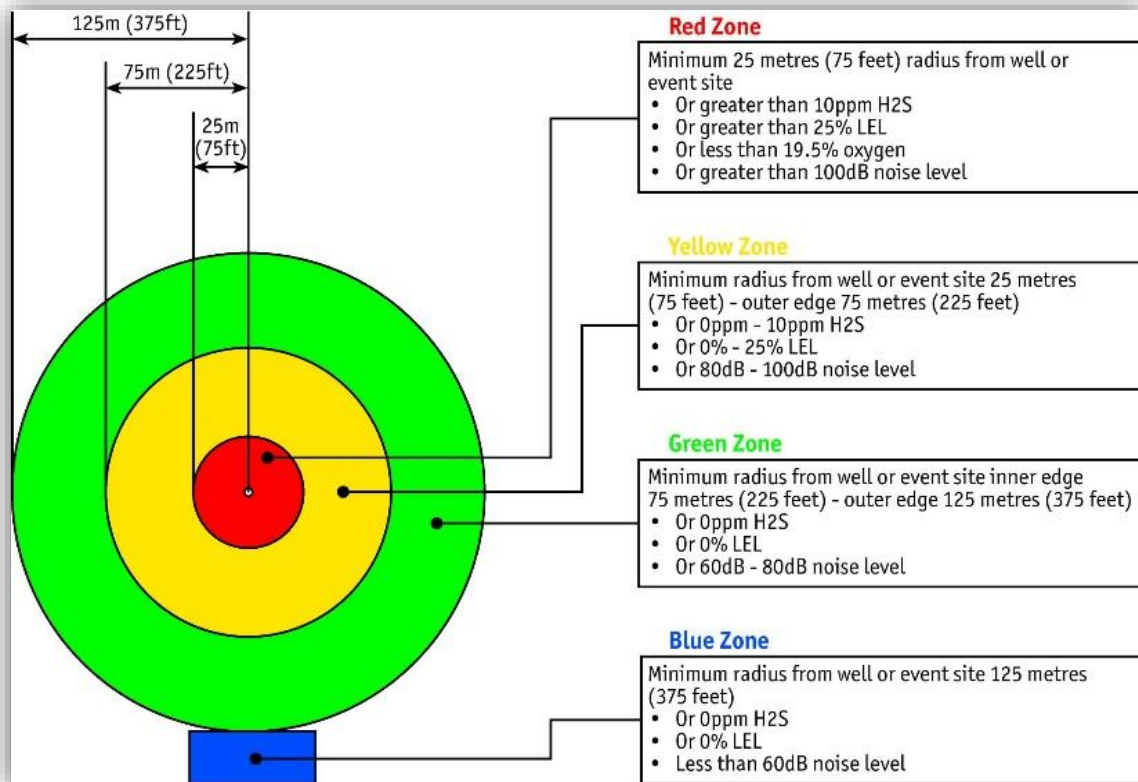 125m (375ft)
75m (225ft)
25m
(75ft)
Red Zone
Minimum 25 metres (75 feet) radius from well or
event site
• Or greater than 10ppm H2S
• Or greater than 25% LEL
• Or less than 19.5% oxygen
• Or greater than 100dB noise level
Yellow Zone
Minimum radius from well or event site 25 metres
(75 feet) - outer edge 75 metres (225 feet)
• Or 0ppm - 10ppm H2S
• Or 0% - 25% LEL
• Or 80dB - 100dB noise level
Green Zone
Minimum radius from well or event site inner edge
75 metres (225 feet) - outer edge 125 metres (375 feet)
• Or 0ppm H2S
• Or 0% LEL
• Or 60dB - 80dB noise level
Blue Zone
Minimum radius from well or event site 125 metres
(375 feet)
• Or 0ppm H2S
• Or 0% LEL
• Less than 60dB noise level